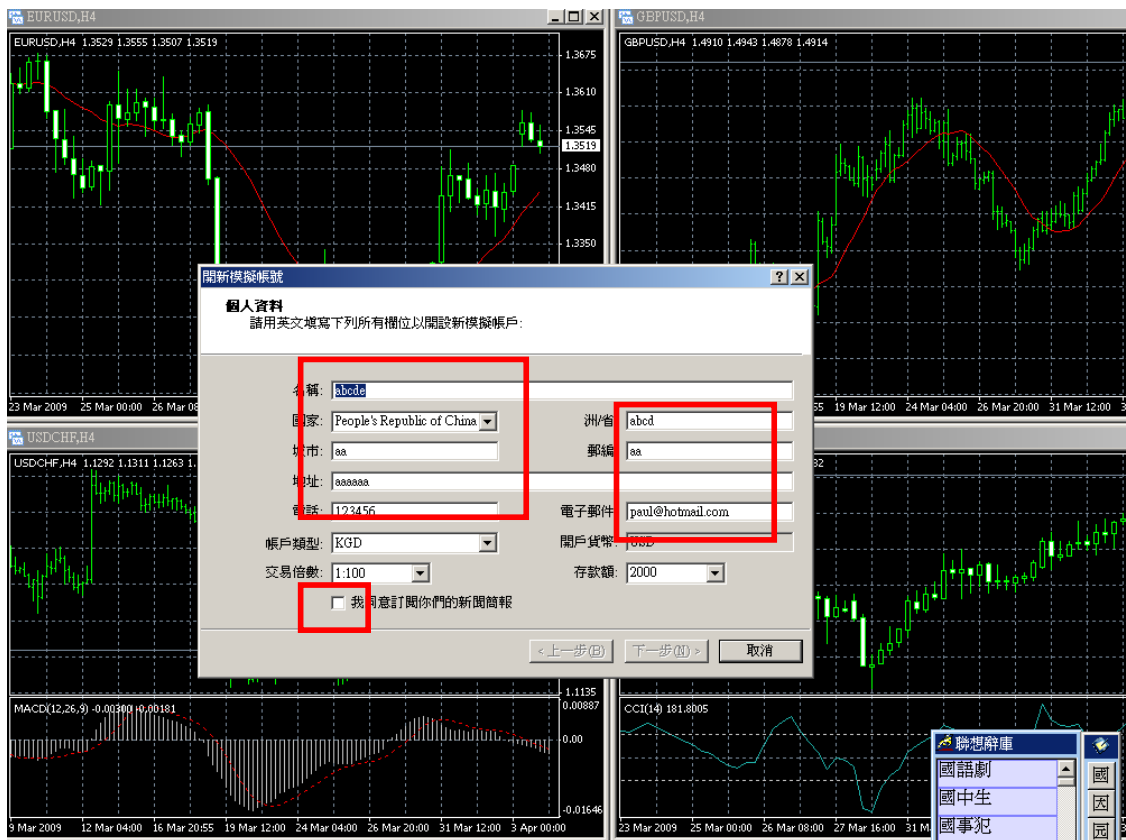 EURUSD,H4
GBPUSD,H4
EURUSD,H4 1.3529 1.3555 1.3507 1.3519
1.3675
1.3610
1.3545
1.3519
1.3480
1.3415
1.3350
GBPUSD,H4 1.4910 1.4943 1.4878 1.4914
開新模擬帳號
個人資料
請用英文填寫下列所有欄位以開設新模擬帳戶:
名稱: abcde
國家: People's Republic of China 洲/省 abcd
城市: aa 郵編 aa
地址: aaaaaa
電話: 123456 電子郵件 paul@hotmail.com
帳戶類型: KGD 開戶貨幣: USD
交易倍數: 1:100 存款額: 2000
我同意訂閱你們的新聞簡報
< 上一步(B) 下一步(N) > 取消
23 Mar 2009 25 Mar 00:00 26 Mar 08
55 19 Mar 12:00 24 Mar 04:00 26 Mar 20:00 31 Mar 12:00 3
USDCHF,H4
USDCHF,H4 1.1292 1.1311 1.1263 1.
32
1.1135
MACD(12,26,9) -0.00300 -0.00181
0.00887
0.00
-0.01646
9 Mar 2009 12 Mar 04:00 16 Mar 20:55 19 Mar 12:00 24 Mar 04:00 26 Mar 20:00 31 Mar 12:00 3 Apr 00:00
CCI(14) 181.8005
23 Mar 2009 25 Mar 00:00 26 Mar 08:00 27 Mar 16:00 31 M
聯想辭庫
國語劇
國中生
國事犯
國